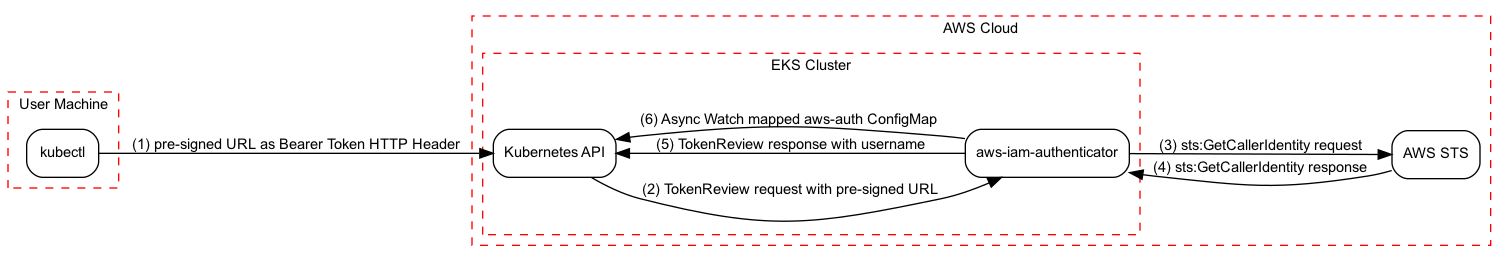 AWS Cloud
EKS Cluster
User Machine
kubectl
(1) pre-signed URL as Bearer Token HTTP Header
Kubernetes API
(6) Async Watch mapped aws-auth ConfigMap
(5) TokenReview response with username
(2) TokenReview request with pre-signed URL
aws-iam-authenticator
(3) sts:GetCallerIdentity request
(4) sts:GetCallerIdentity response
AWS STS